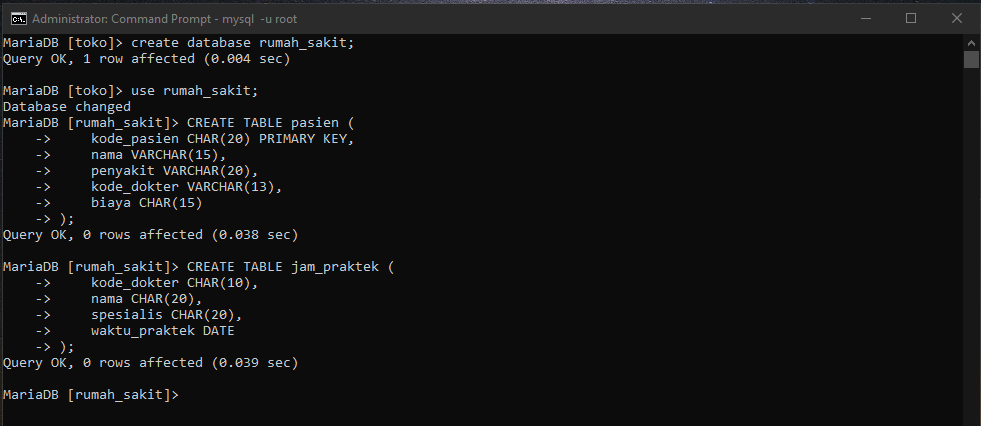 Administrator: Command Prompt - mysql  -u root
MariaDB [toko]> create database rumah_sakit;
Query OK, 1 row affected (0.004 sec)
MariaDB [toko]> use rumah_sakit;
Database changed
MariaDB [rumah_sakit]> CREATE TABLE pasien (
    ->     kode_pasien CHAR(20) PRIMARY KEY,
    ->     nama VARCHAR(15),
    ->     penyakit VARCHAR(20),
    ->     kode_dokter VARCHAR(13),
    ->     biaya CHAR(15)
    -> );
Query OK, 0 rows affected (0.038 sec)
MariaDB [rumah_sakit]> CREATE TABLE jam_praktek (
    ->     kode_dokter CHAR(10),
    ->     nama CHAR(20),
    ->     spesialis CHAR(20),
    ->     waktu_praktek DATE
    -> );
Query OK, 0 rows affected (0.039 sec)
MariaDB [rumah_sakit]>